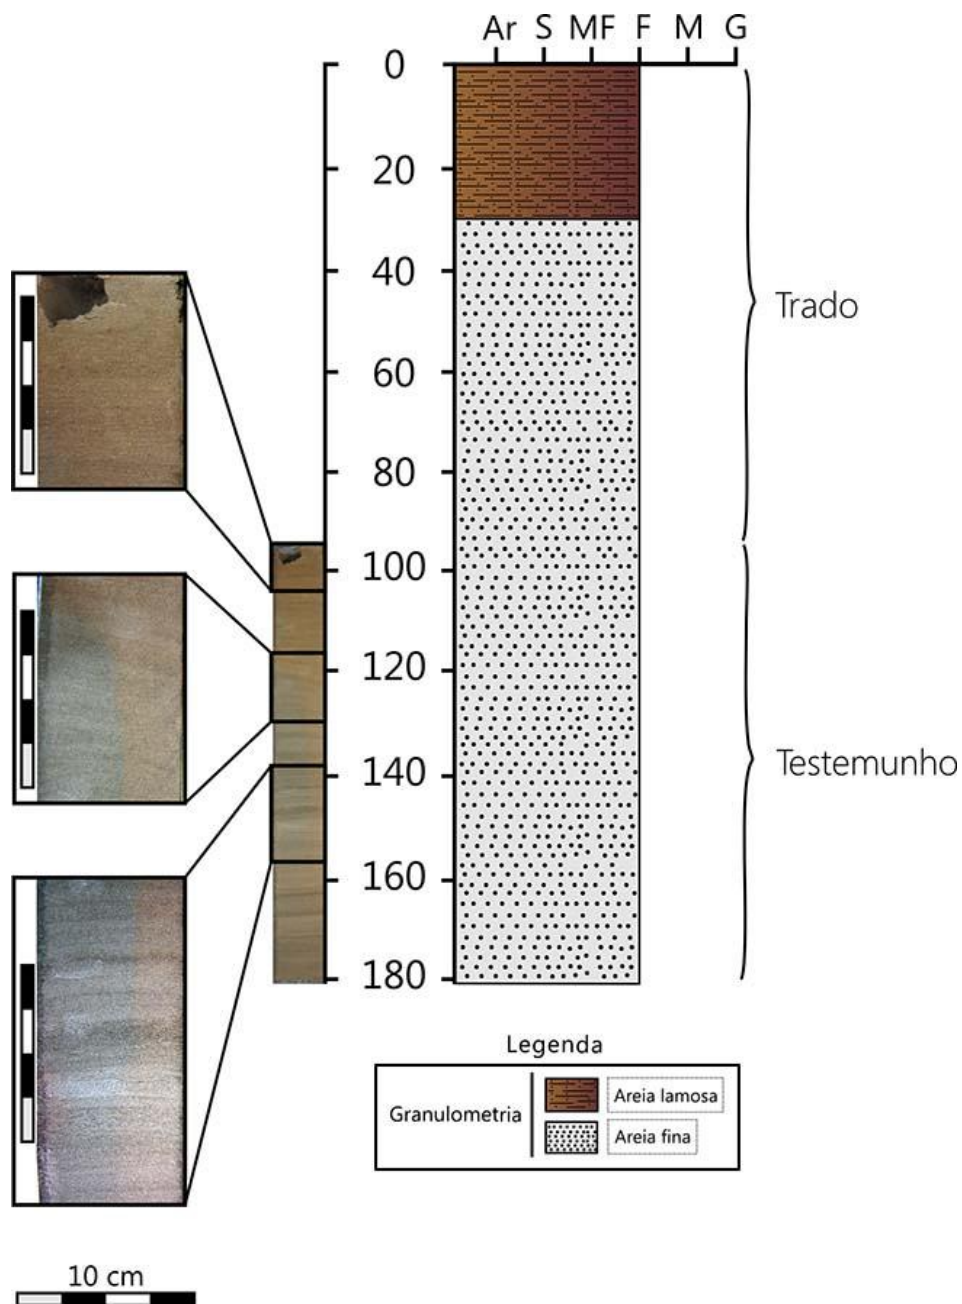 Ar S MF F M G
0
20
40
60
80
100
120
140
160
180
Trado
Testemunho
Legenda
Granulometria
Areia lamosa
Areia fina
10 cm